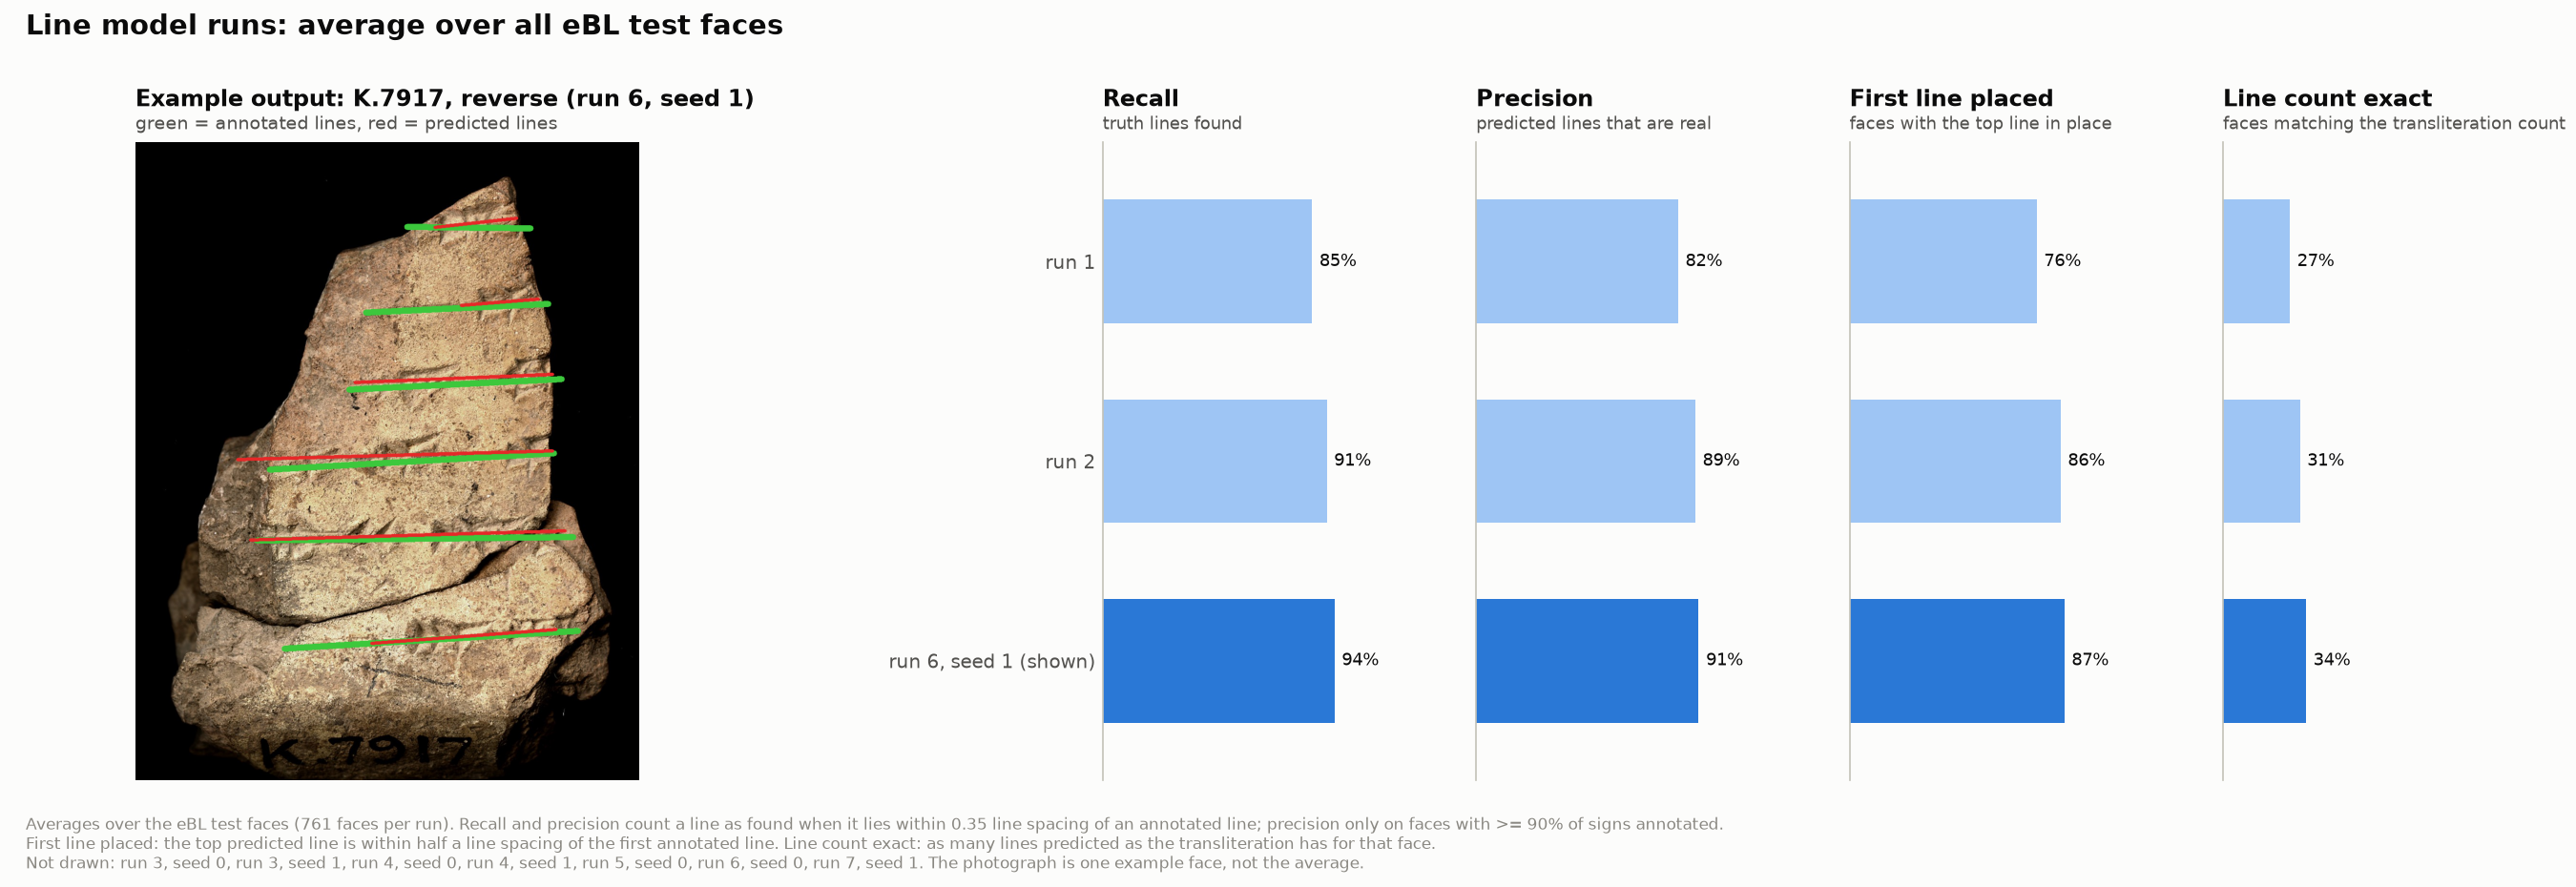 Line model runs: average over all eBL test faces
Example output: K.7917, reverse (run 6, seed 1)
green = annotated lines, red = predicted lines
K.7917
Recall
truth lines found
Precision
predicted lines that are real
First line placed
faces with the top line in place
Line count exact
faces matching the transliteration count
run 1
85%
82%
76%
27%
run 2
91%
89%
86%
31%
run 6, seed 1 (shown)
94%
91%
87%
34%
Averages over the eBL test faces (761 faces per run). Recall and precision count a line as found when it lies within 0.35 line spacing of an annotated line; precision only on faces with >= 90% of signs annotated.
First line placed: the top predicted line is within half a line spacing of the first annotated line. Line count exact: as many lines predicted as the transliteration has for that face.
Not drawn: run 3, seed 0, run 3, seed 1, run 4, seed 0, run 4, seed 1, run 5, seed 0, run 6, seed 0, run 7, seed 1. The photograph is one example face, not the average.